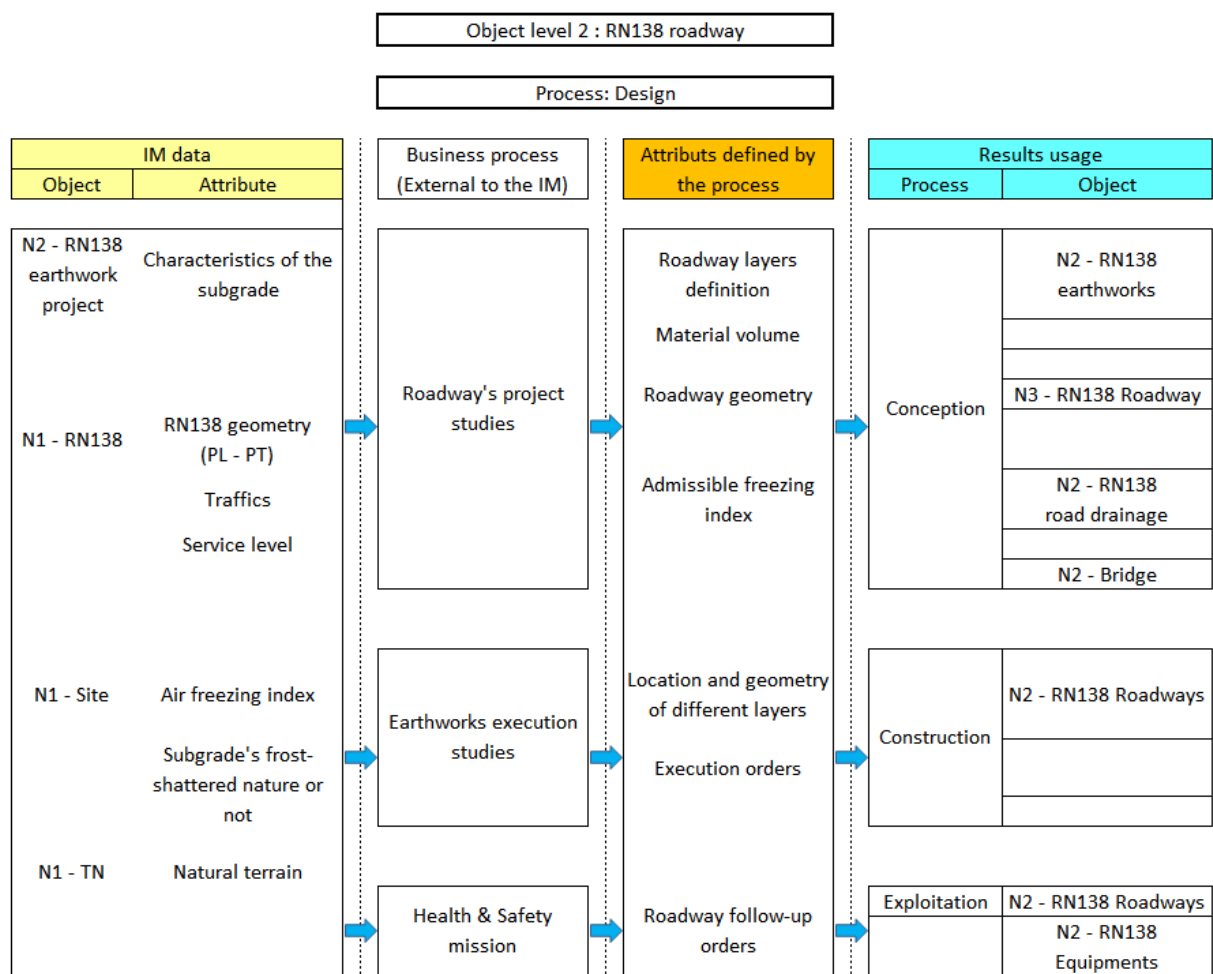 Object level 2 : RN138 roadway
Process: Design
IM data
Object
Attribute
Business process
(External to the IM)
Attributs defined by
the process
Results usage
Process
Object
N2 - RN138
earthwork
project
Characteristics of the
subgrade
N1 - RN138
RN138 geometry
(PL - PT)
Traffics
Service level
Roadway's project
studies
Roadway layers
definition
Material volume
Roadway geometry
Admissible freezing
index
Conception
N2 - RN138
earthworks
N3 - RN138 Roadway
N2 - RN138
road drainage
N2 - Bridge
N1 - Site
Air freezing index
Subgrade's frost-
shattered nature or
not
Earthworks execution
studies
Location and geometry
of different layers
Execution orders
Construction
N2 - RN138 Roadways
N1 - TN
Natural terrain
Health & Safety
mission
Roadway follow-up
orders
Exploitation
N2 - RN138 Roadways
N2 - RN138
Equipments